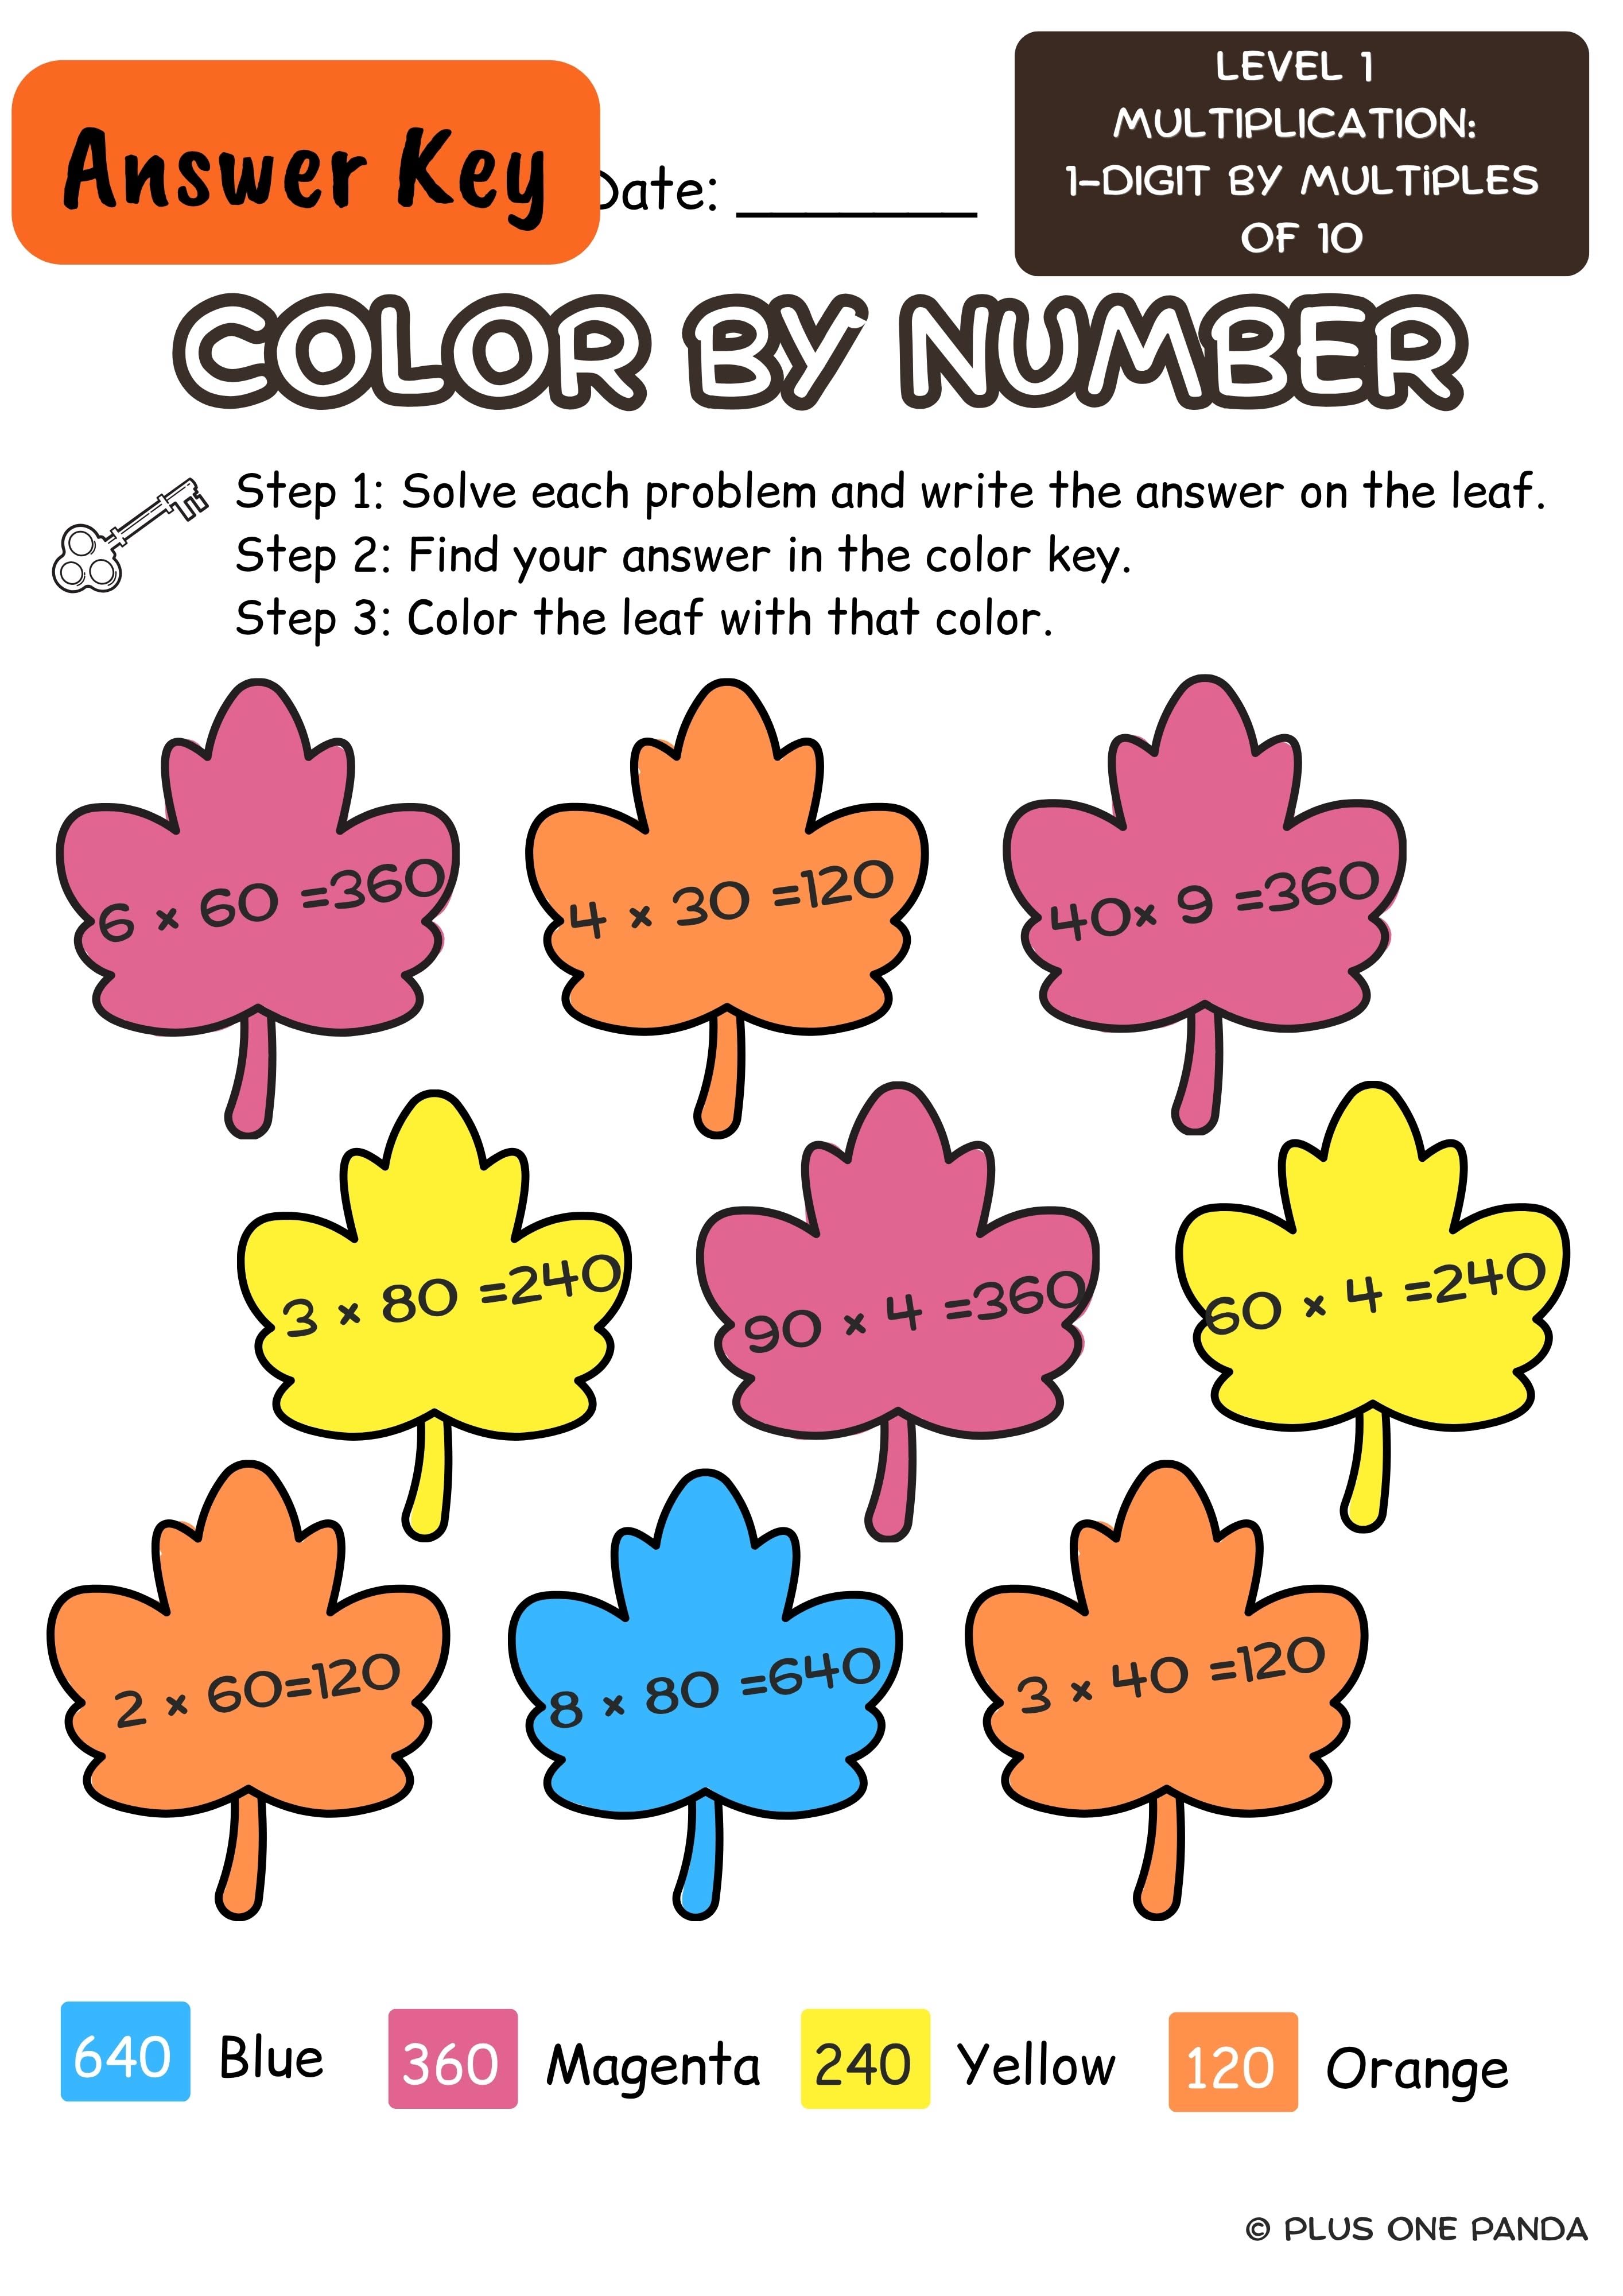 Answer Key
Date:
LEVEL 1
MULTIPLICATION:
1-DIGIT BY MULTIPLES
OF 10
COLOR BY NUMBER
Step 1: Solve each problem and write the answer on the leaf.
Step 2: Find your answer in the color key.
Step 3: Color the leaf with that color.
6 × 60 =360
4 × 30 =120
40× 9 =360
3 × 80 =240
90 × 4 =360
60 × 4 =240
2 × 60=120
8 × 80 =640
3 × 40 =120
640 Blue 360 Magenta 240 Yellow 120 Orange
© PLUS ONE PANDA